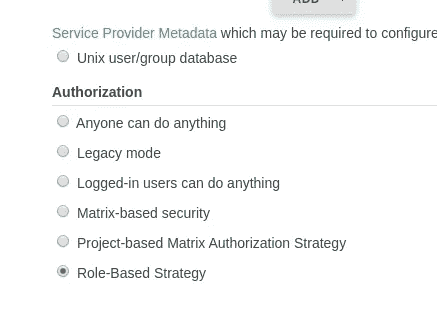 ADD
Service Provider Metadata which may be required to configure
Unix user/group database
Authorization
Anyone can do anything
Legacy mode
Logged-in users can do anything
Matrix-based security
Project-based Matrix Authorization Strategy
Role-Based Strategy